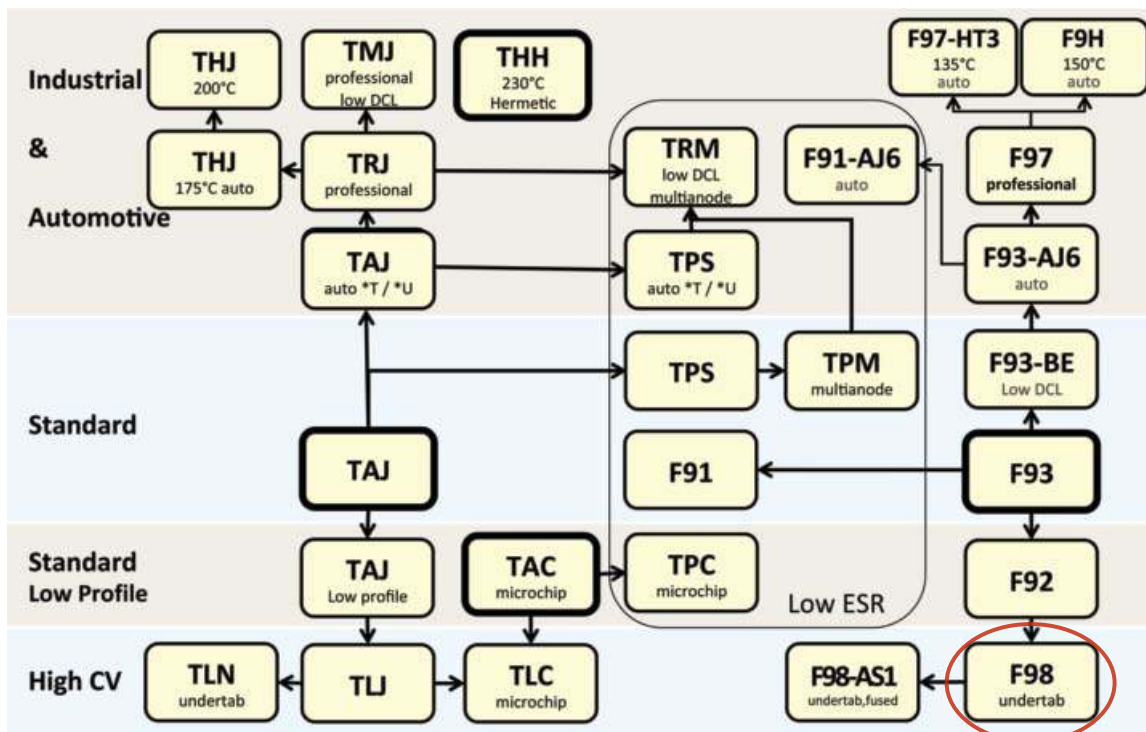 Industrial
&
Automotive
THJ
200°C
TMJ
professional
low DCL
THH
230°C
Hermetic
F97-HT3
135°C
auto
F9H
150°C
auto
THJ
175°C auto
TRJ
professional
TRM
low DCL
multianode
F91-AJ6
auto
F97
professional
TAJ
auto *T / *U
TPS
auto *T / *U
F93-AJ6
auto
Standard
TPS
TPM
multianode
F93-BE
Low DCL
TAJ
F91
F93
Standard
Low Profile
TAJ
Low profile
TAC
microchip
TPC
microchip
Low ESR
F92
High CV
TLN
undertab
TLJ
TLC
microchip
F98-AS1
undertab,fused
F98
undertab